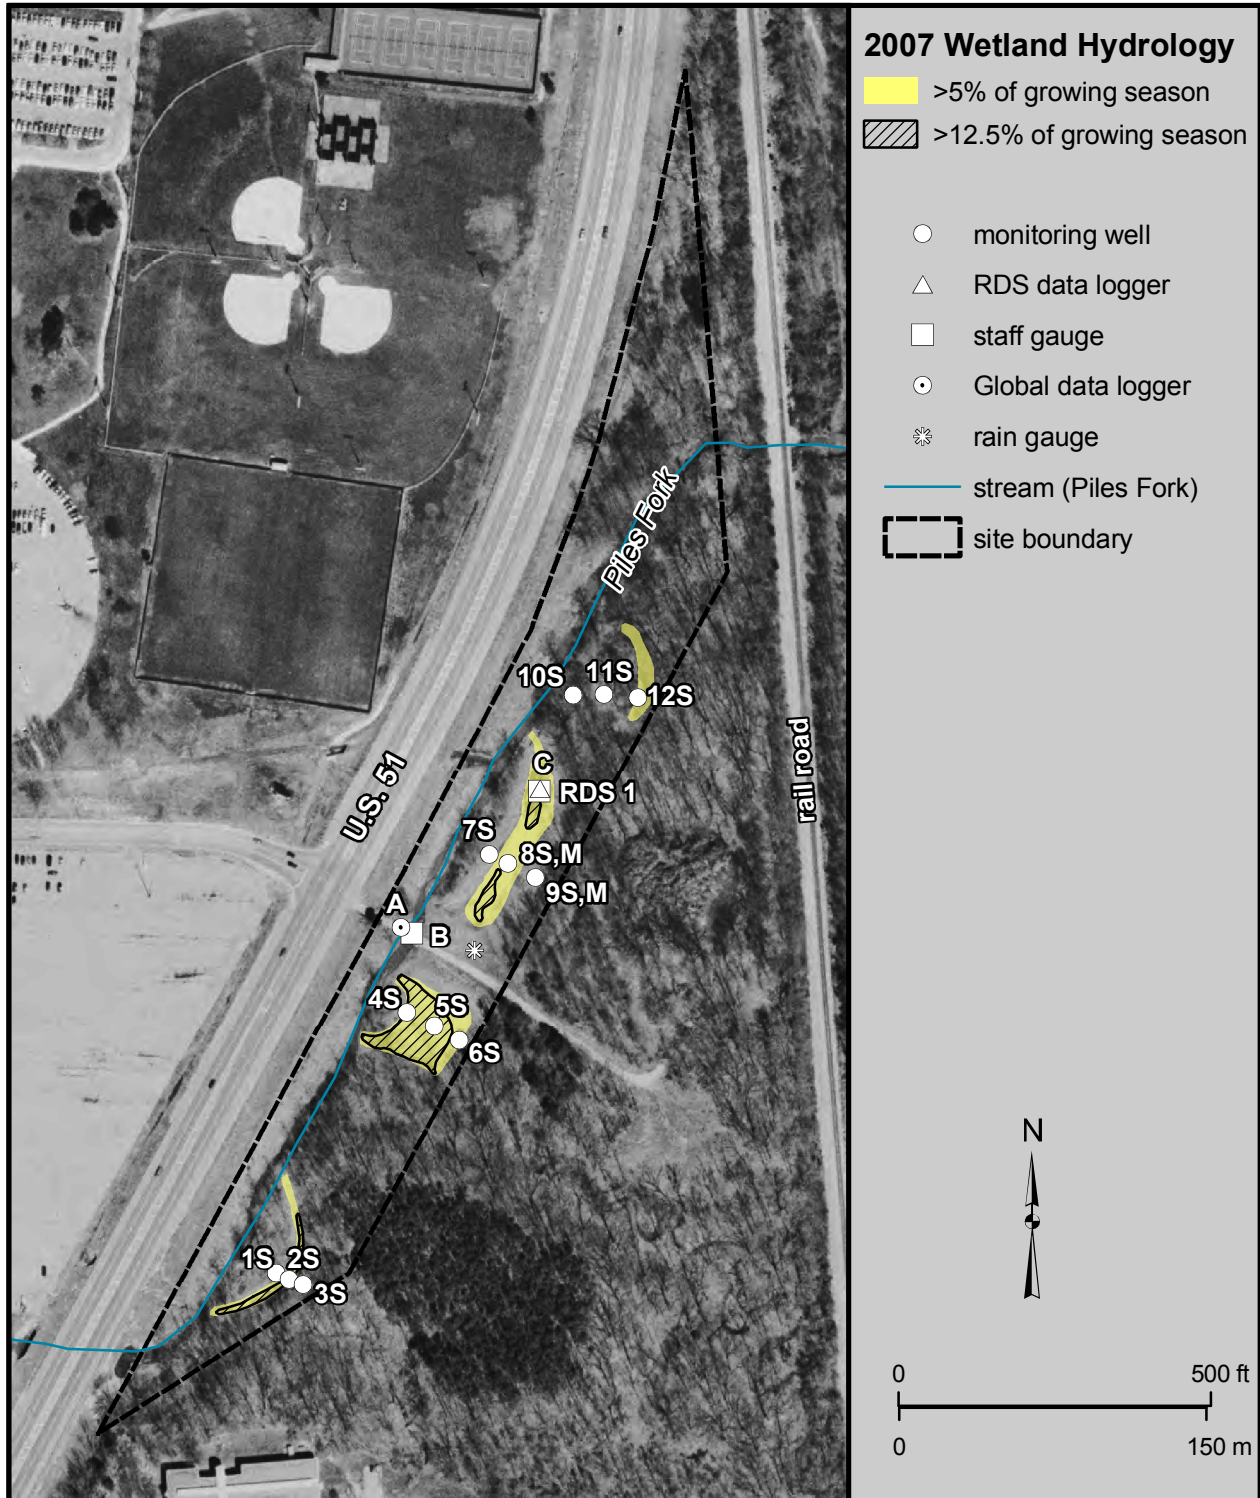 2007 Wetland Hydrology
>5% of growing season
>12.5% of growing season
monitoring well
RDS data logger
staff gauge
Global data logger
rain gauge
stream (Piles Fork)
site boundary
Piles Fork
10S
11S
12S
C
RDS 1
U.S. 51
rail road
7S
8S,M
9S,M
A
B
4S
5S
6S
1S
2S
3S
N
0
500 ft
0
150 m